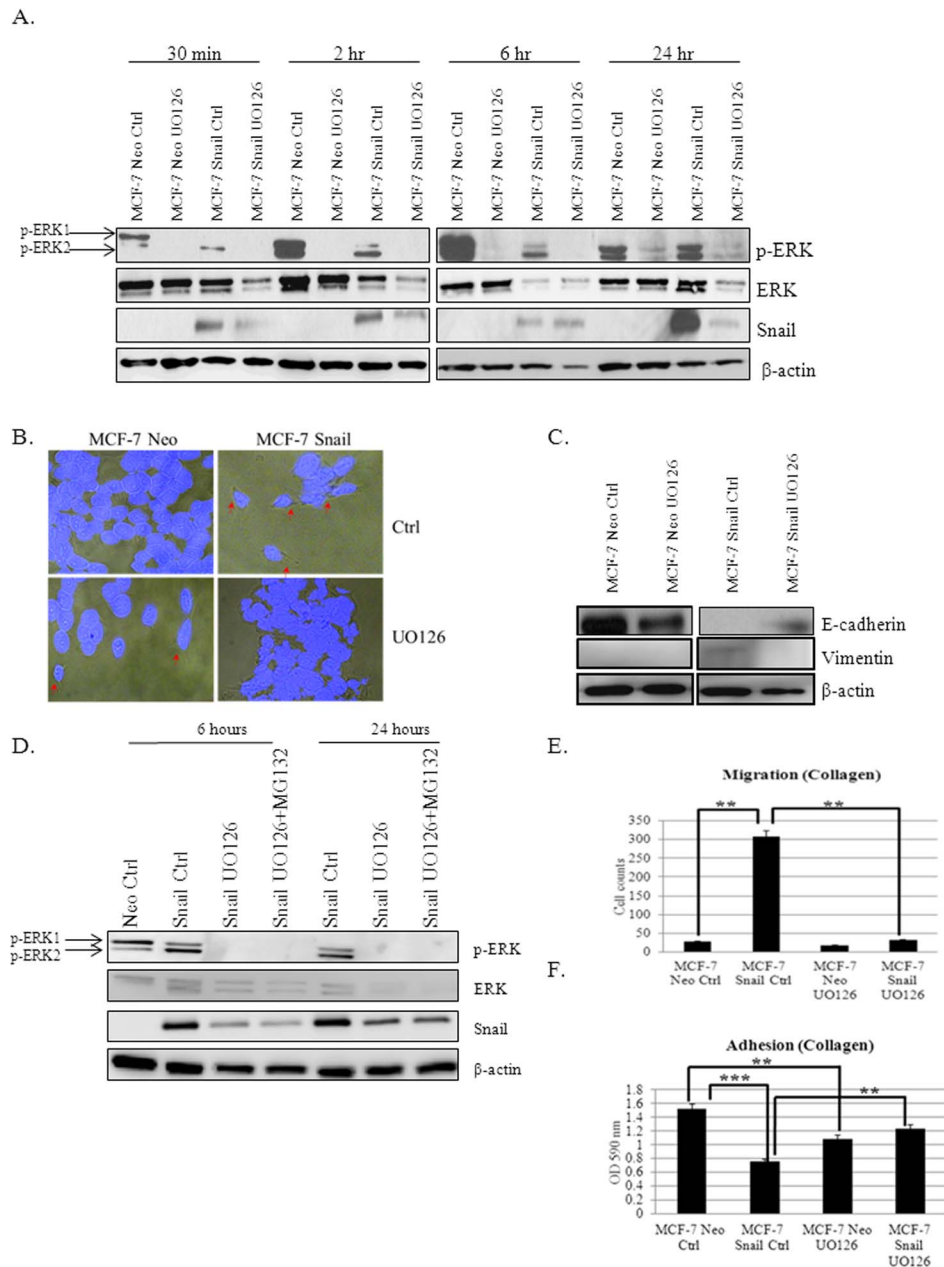 A.
30 min 2 hr 6 hr 24 hr
MCF-7 Neo Ctrl
MCF-7 Neo UO126
MCF-7 Snail Ctrl
MCF-7 Snail UO126
MCF-7 Neo Ctrl
MCF-7 Neo UO126
MCF-7 Snail Ctrl
MCF-7 Snail UO126
MCF-7 Neo Ctrl
MCF-7 Neo UO126
MCF-7 Snail Ctrl
MCF-7 Snail UO126
MCF-7 Neo Ctrl
MCF-7 Neo UO126
MCF-7 Snail Ctrl
MCF-7 Snail UO126
p-ERK1
p-ERK2
p-ERK
ERK
Snail
β-actin
B.
MCF-7 Neo MCF-7 Snail
Ctrl
UO126
C.
MCF-7 Neo Ctrl
MCF-7 Neo UO126
MCF-7 Snail Ctrl
MCF-7 Snail UO126
E-cadherin
Vimentin
β-actin
D.
6 hours 24 hours
Neo Ctrl
Snail Ctrl
Snail UO126
Snail UO126+MG132
Snail Ctrl
Snail UO126
Snail UO126+MG132
p-ERK1
p-ERK2
p-ERK
ERK
Snail
β-actin
E.
Migration (Collagen)
** **
350
300
250
200
150
100
50
0
Cell counts
MCF-7 Neo Ctrl
MCF-7 Snail Ctrl
MCF-7 Neo UO126
MCF-7 Snail UO126
F.
Adhesion (Collagen)
**
*** **
1.8
1.6
1.4
1.2
1
0.8
0.6
0.4
0.2
0
OD 590 nm
MCF-7 Neo Ctrl
MCF-7 Snail Ctrl
MCF-7 Neo UO126
MCF-7 Snail UO126